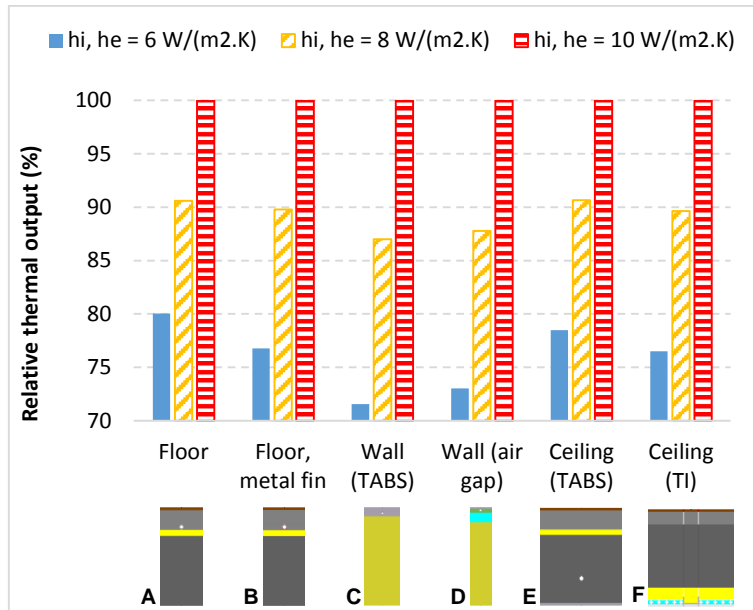 hi, he = 6 W/(m2.K) hi, he = 8 W/(m2.K) hi, he = 10 W/(m2.K)
Relative thermal output (%)
100
95
90
85
80
75
70
Floor Floor, metal fin Wall (TABS) Wall (air gap) Ceiling (TABS) Ceiling (TI)
A B C D E F